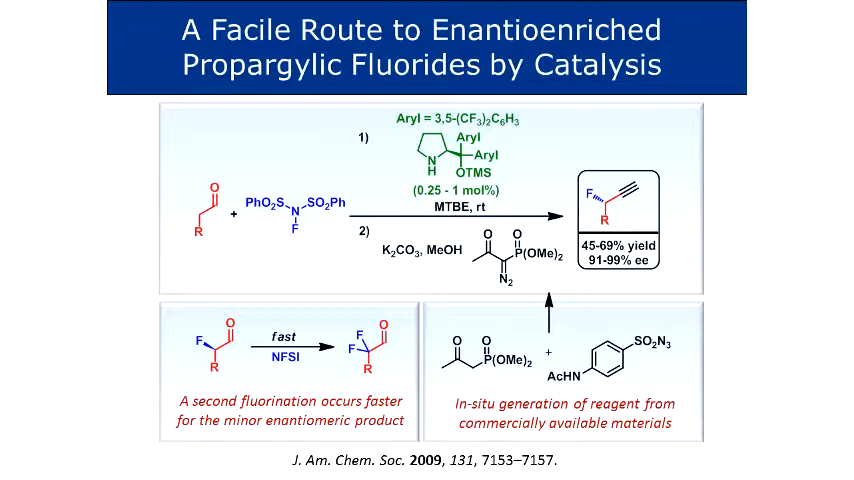 A Facile Route to Enantioenriched
Propargylic Fluorides by Catalysis
Aryl = 3,5-(CF₃)₂C₆H₃
1)
Aryl
Aryl
N
H
OTMS
(0.25 - 1 mol%)
MTBE, rt
O
R
+
PhO₂S
N
SO₂Ph
F
2)
K₂CO₃, MeOH
O
O
P(OMe)₂
N₂
F
R
45-69% yield
91-99% ee
F
O
R
fast
NFSI
F
F
O
R
A second fluorination occurs faster
for the minor enantiomeric product
O
O
P(OMe)₂
+
SO₂N₃
AcHN
In-situ generation of reagent from
commercially available materials
J. Am. Chem. Soc. 2009, 131, 7153–7157.